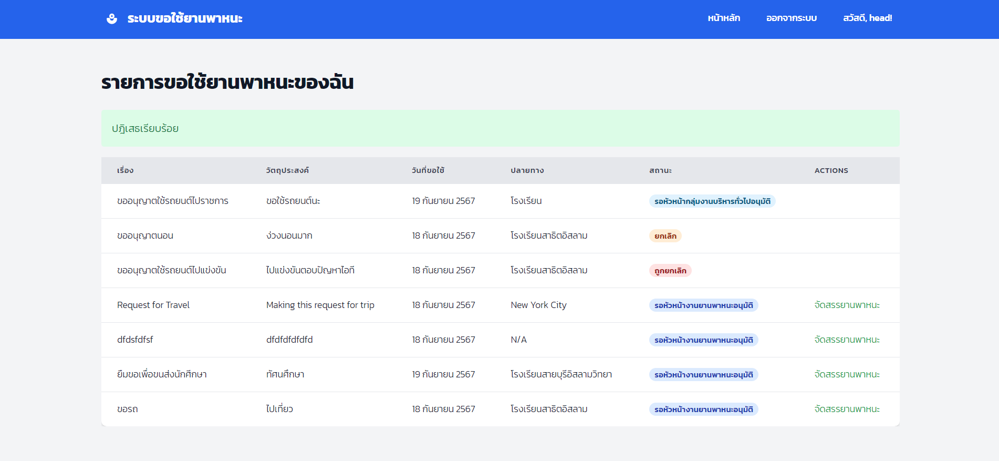 ระบบขอใช้ยานพาหนะ หน้าหลัก ออกจากระบบ สวัสดี, head!
รายการขอใช้ยานพาหนะของฉัน
ปฏิเสธเรียบร้อย
เรื่อง วัตถุประสงค์ วันที่ขอใช้ ปลายทาง สถานะ ACTIONS
ขออนุญาตใช้รถยนต์ไปราชการ ขอใช้รถยนต์นะ 19 กันยายน 2567 โรงเรียน รอหัวหน้ากลุ่มงานบริหารทั่วไปอนุมัติ
ขออนุญาตนอน ง่วงนอนมาก 18 กันยายน 2567 โรงเรียนสาธิตอิสลาม ยกเลิก
ขออนุญาตใช้รถยนต์ไปแข่งขัน ไปแข่งขันตอบปัญหาไอที 18 กันยายน 2567 โรงเรียนสาธิตอิสลาม ถูกยกเลิก
Request for Travel Making this request for trip 18 กันยายน 2567 New York City รอหัวหน้างานยานพาหนะอนุมัติ จัดสรรยานพาหนะ
dfdsfdfsf dfdfdfdfdfd 18 กันยายน 2567 N/A รอหัวหน้างานยานพาหนะอนุมัติ จัดสรรยานพาหนะ
ยืมขอเพื่อขนส่งนักศึกษา ทัศนศึกษา 19 กันยายน 2567 โรงเรียนสายบุรีอิสลามวิทยา รอหัวหน้างานยานพาหนะอนุมัติ จัดสรรยานพาหนะ
ขอรถ ไปเที่ยว 18 กันยายน 2567 โรงเรียนสาธิตอิสลาม รอหัวหน้างานยานพาหนะอนุมัติ จัดสรรยานพาหนะ